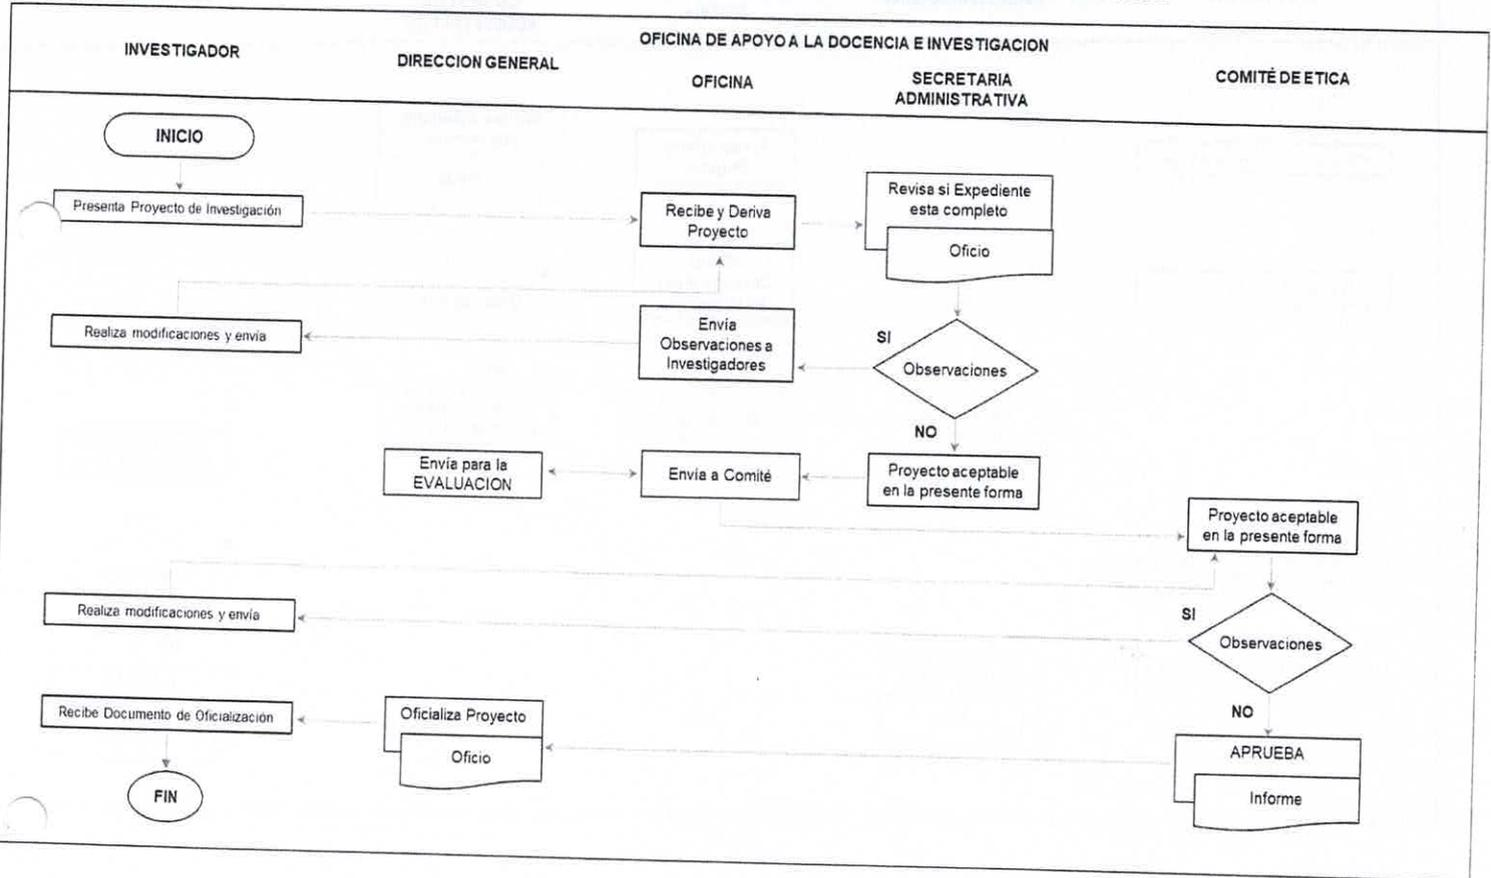 INVESTIGADOR
DIRECCION GENERAL
OFICINA DE APOYO A LA DOCENCIA E INVESTIGACION
OFICINA
SECRETARIA
ADMINISTRATIVA
COMITÉ DE ETICA
INICIO
Presenta Proyecto de Investigación
Recibe y Deriva
Proyecto
Revisa si Expediente
esta completo
Oficio
Realiza modificaciones y envía
Envía
Observaciones a
Investigadores
SI
Observaciones
NO
Envía para la
EVALUACION
Envía a Comité
Proyecto aceptable
en la presente forma
Proyecto aceptable
en la presente forma
Realiza modificaciones y envía
SI
Observaciones
NO
Recibe Documento de Oficialización
Oficializa Proyecto
Oficio
APRUEBA
Informe
FIN